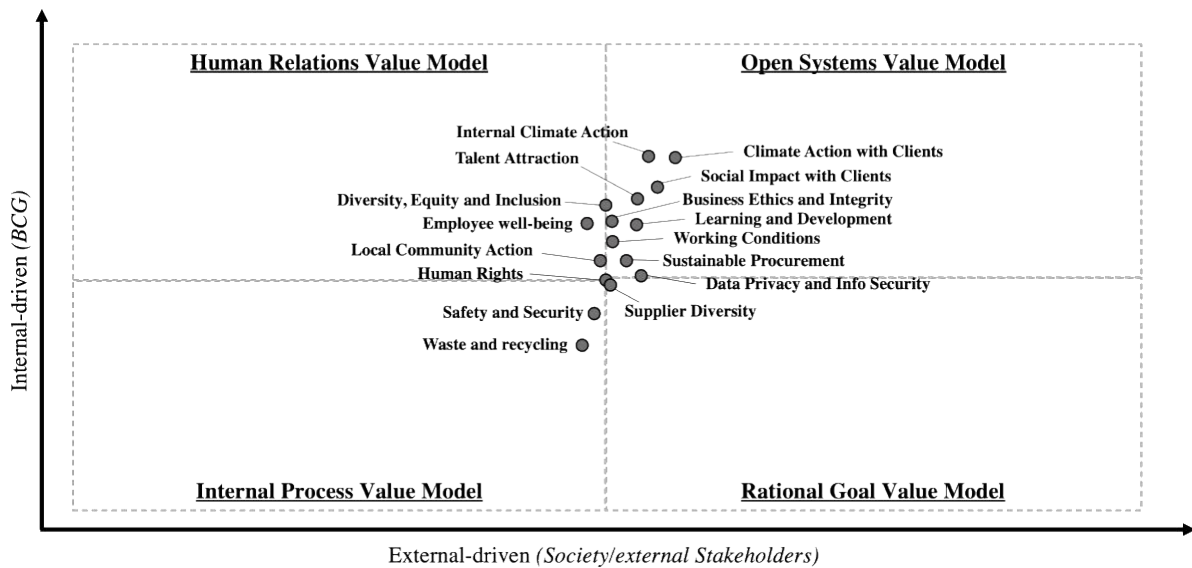 Human Relations Value Model
Open Systems Value Model
Internal Climate Action
Climate Action with Clients
Talent Attraction
Social Impact with Clients
Diversity, Equity and Inclusion
Business Ethics and Integrity
Employee well-being
Learning and Development
Working Conditions
Local Community Action
Sustainable Procurement
Human Rights
Data Privacy and Info Security
Safety and Security
Supplier Diversity
Waste and recycling
Internal-driven (BCG)
Internal Process Value Model
Rational Goal Value Model
External-driven (Society/external Stakeholders)